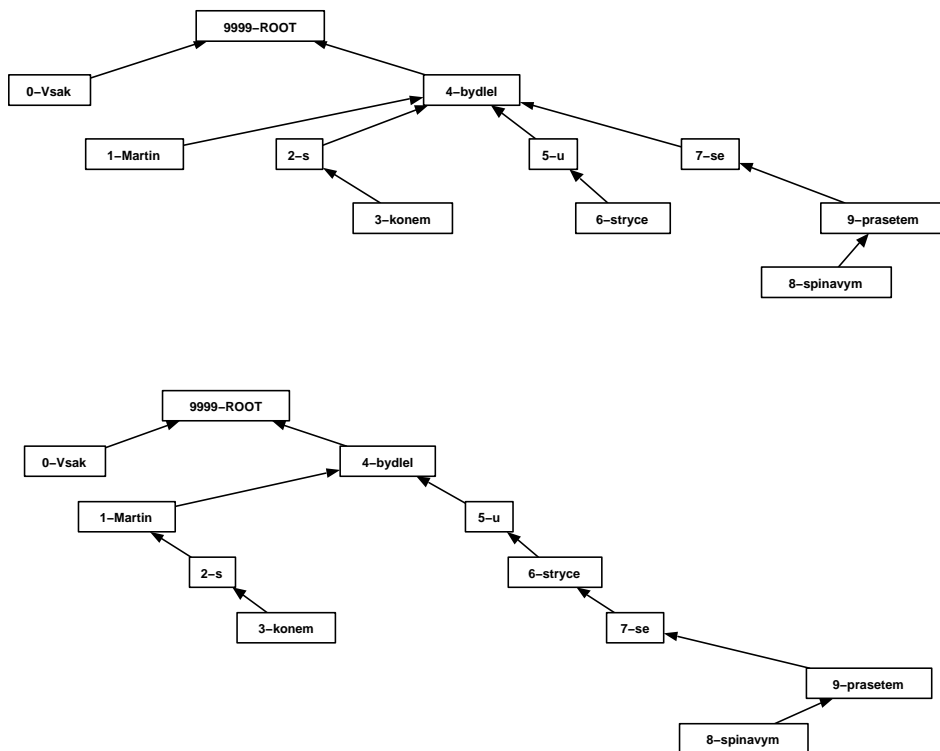 9999–ROOT
0–Vsak
4–bydlel
1–Martin
2–s
5–u
7–se
3–konem
6–stryce
9–prasetem
8–spinavym
9999–ROOT
0–Vsak
4–bydlel
1–Martin
5–u
2–s
6–stryce
3–konem
7–se
9–prasetem
8–spinavym